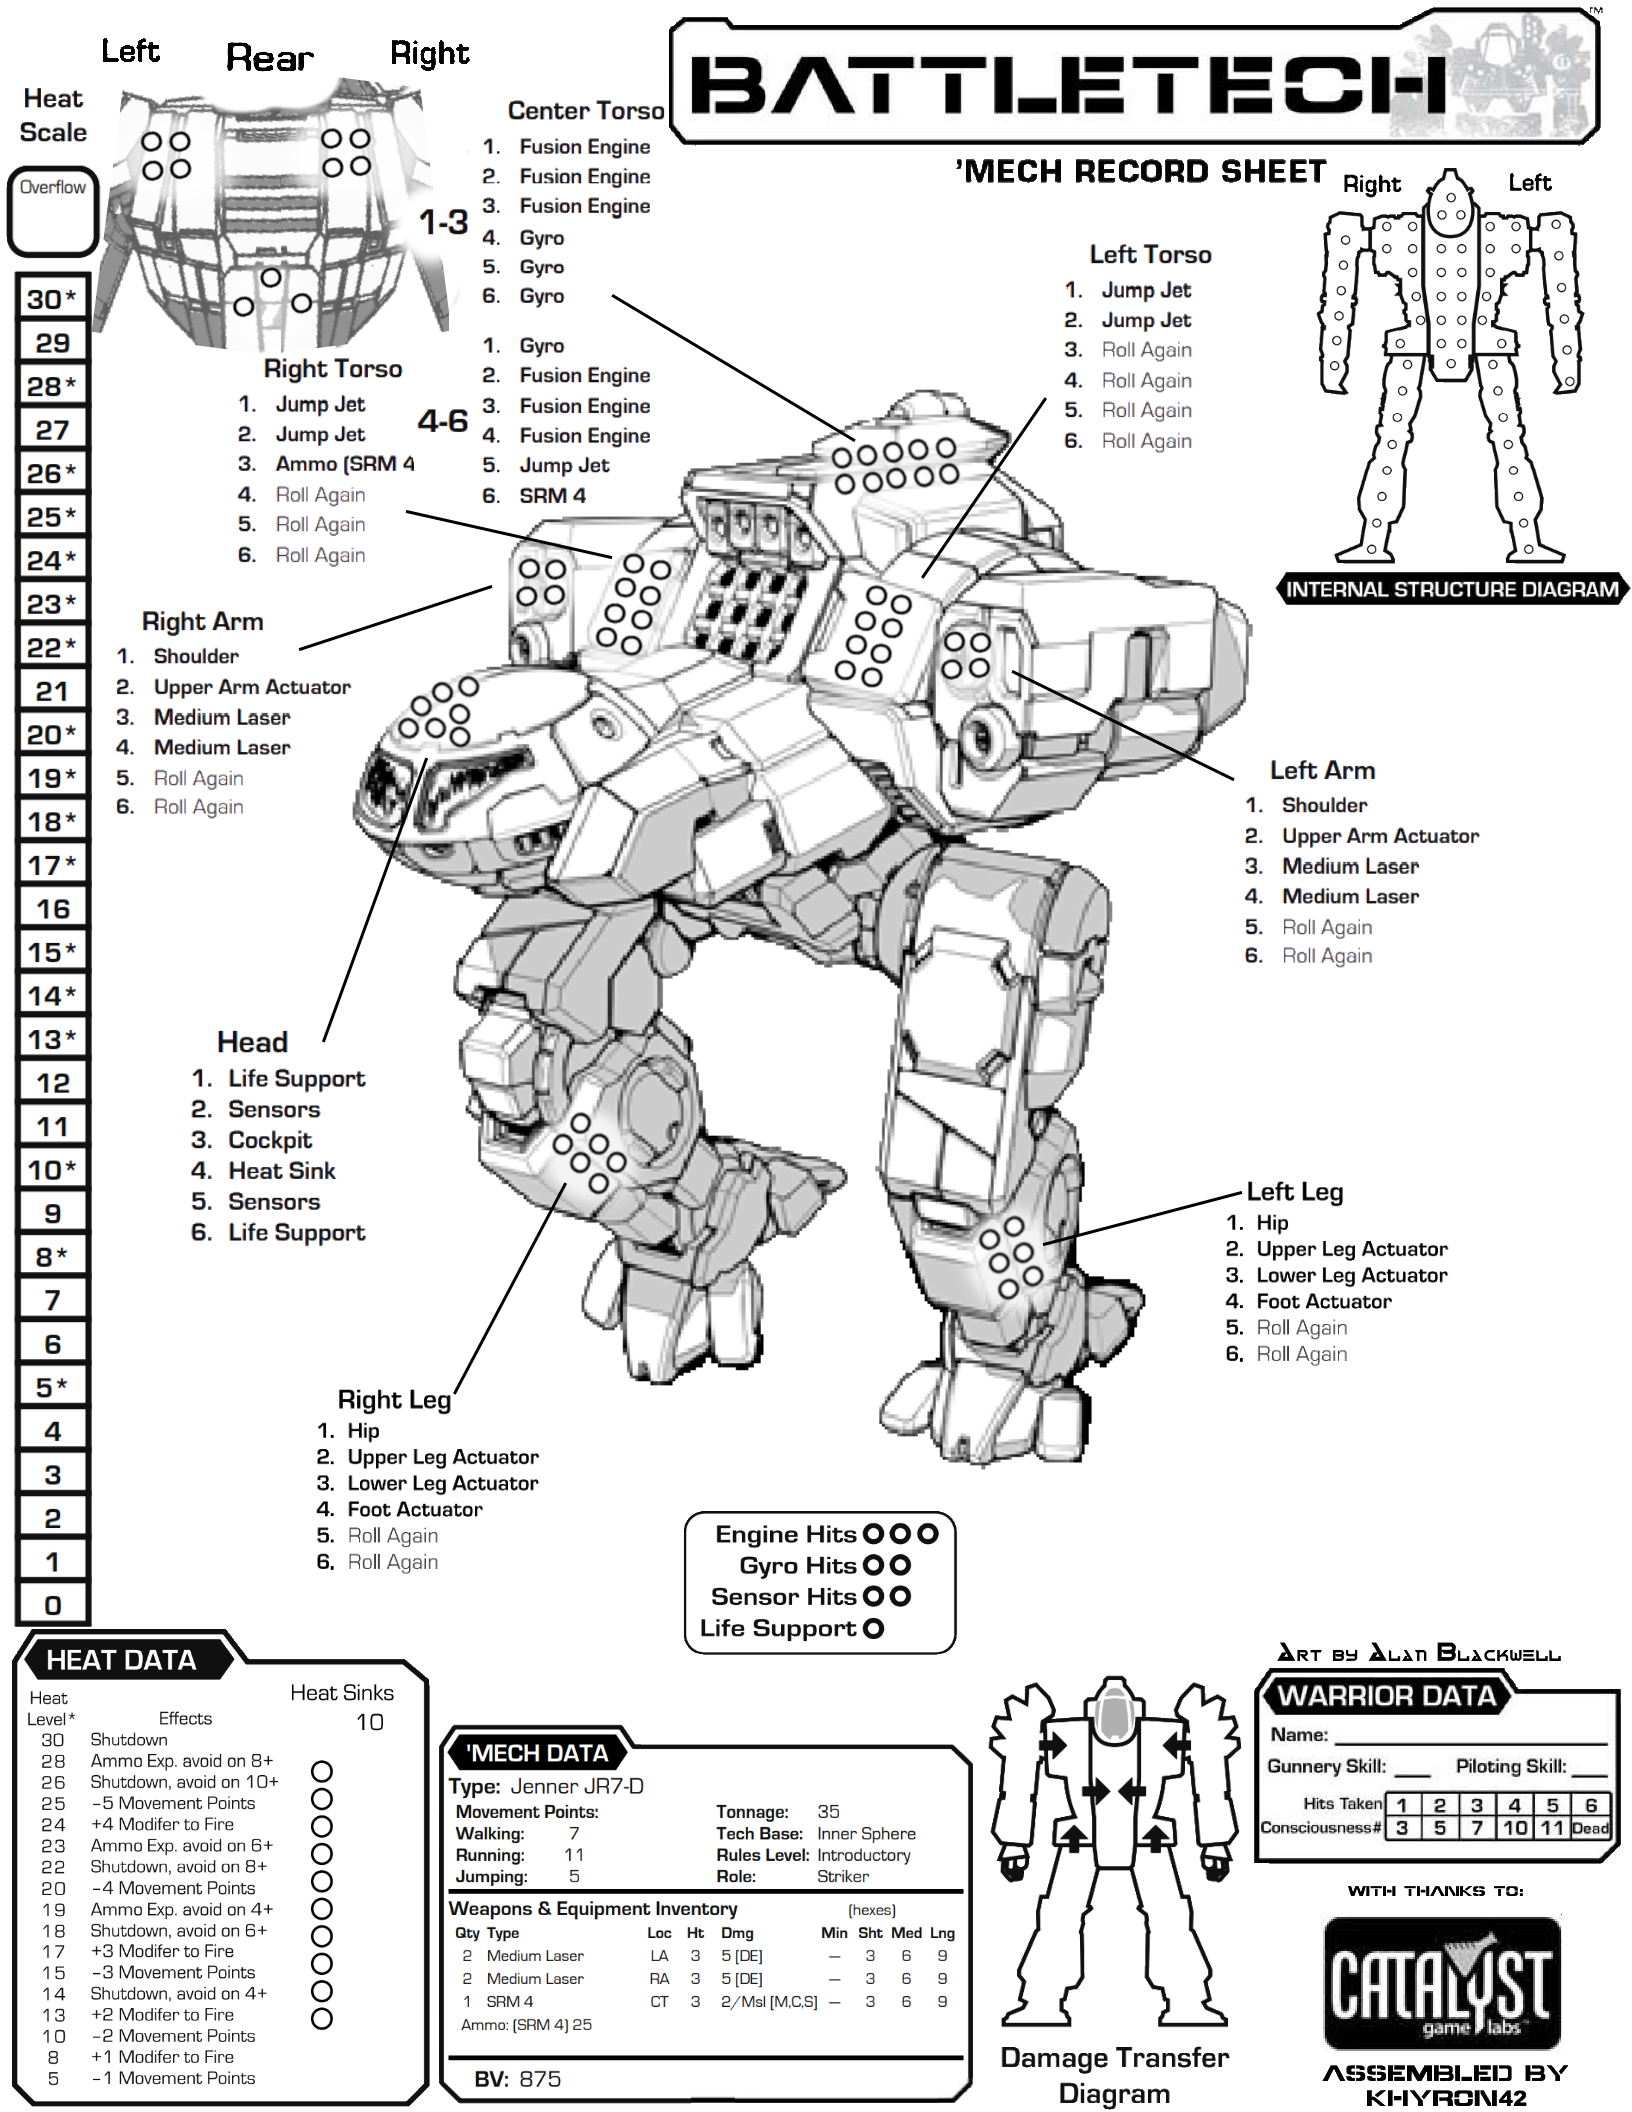 Left Rear Right
BATTLETECH™
'MECH RECORD SHEET
Heat
Scale
Overflow
30*
29
28*
27
26*
25*
24*
23*
22*
21
20*
19*
18*
17*
16
15*
14*
13*
12
11
10*
9
8*
7
6
5*
4
3
2
1
0
Center Torso
1-3
1. Fusion Engine
2. Fusion Engine
3. Fusion Engine
4. Gyro
5. Gyro
6. Gyro
4-6
1. Gyro
2. Fusion Engine
3. Fusion Engine
4. Fusion Engine
5. Jump Jet
6. SRM 4
Right Torso
1. Jump Jet
2. Jump Jet
3. Ammo (SRM 4
4. Roll Again
5. Roll Again
6. Roll Again
Left Torso
1. Jump Jet
2. Jump Jet
3. Roll Again
4. Roll Again
5. Roll Again
6. Roll Again
Right Left
INTERNAL STRUCTURE DIAGRAM
Right Arm
1. Shoulder
2. Upper Arm Actuator
3. Medium Laser
4. Medium Laser
5. Roll Again
6. Roll Again
Left Arm
1. Shoulder
2. Upper Arm Actuator
3. Medium Laser
4. Medium Laser
5. Roll Again
6. Roll Again
Head
1. Life Support
2. Sensors
3. Cockpit
4. Heat Sink
5. Sensors
6. Life Support
Left Leg
1. Hip
2. Upper Leg Actuator
3. Lower Leg Actuator
4. Foot Actuator
5. Roll Again
6. Roll Again
Right Leg
1. Hip
2. Upper Leg Actuator
3. Lower Leg Actuator
4. Foot Actuator
5. Roll Again
6. Roll Again
Engine Hits
Gyro Hits
Sensor Hits
Life Support
HEAT DATA
Heat
Level* Effects
Heat Sinks
10
30 Shutdown
28 Ammo Exp. avoid on 8+
26 Shutdown, avoid on 10+
25 -5 Movement Points
24 +4 Modifer to Fire
23 Ammo Exp. avoid on 6+
22 Shutdown, avoid on 8+
20 -4 Movement Points
19 Ammo Exp. avoid on 4+
18 Shutdown, avoid on 6+
17 +3 Modifer to Fire
15 -3 Movement Points
14 Shutdown, avoid on 4+
13 +2 Modifer to Fire
10 -2 Movement Points
8 +1 Modifer to Fire
5 -1 Movement Points
'MECH DATA
Type: Jenner JR7-D
Movement Points:
Walking: 7
Running: 11
Jumping: 5
Tonnage: 35
Tech Base: Inner Sphere
Rules Level: Introductory
Role: Striker
Weapons & Equipment Inventory (hexes)
Qty Type Loc Ht Dmg Min Sht Med Lng
2 Medium Laser LA 3 5 [DE] — 3 6 9
2 Medium Laser RA 3 5 [DE] — 3 6 9
1 SRM 4 CT 3 2/Msl [M,C,S] — 3 6 9
Ammo: (SRM 4) 25
BV: 875
Damage Transfer
Diagram
Art by Alan Blackwell
WARRIOR DATA
Name:
Gunnery Skill: Piloting Skill:
Hits Taken 1 2 3 4 5 6
Consciousness# 3 5 7 10 11 Dead
WITH THANKS TO:
CATALYST
game labs™
ASSEMBLED BY
KHYRON42